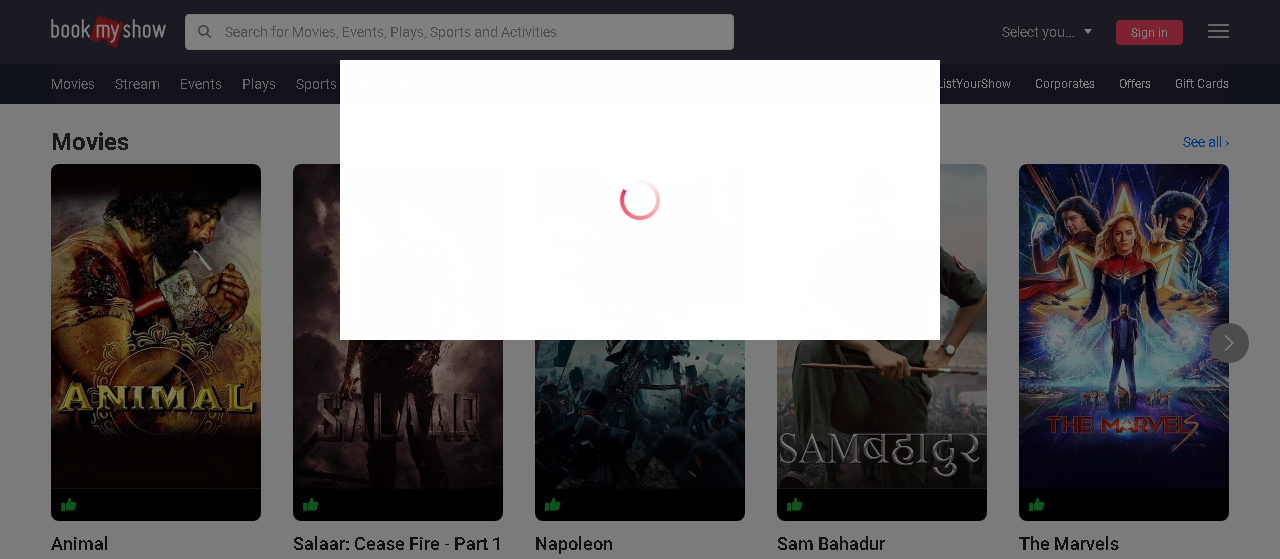 book my show
Search for Movies, Events, Plays, Sports and Activities
Select you...
Sign in
Movies
Stream
Events
Plays
Sports
ListYourShow
Corporates
Offers
Gift Cards
Movies
See all ›
ANIMAL
SALAAR
SAMबहादुर
THE MARVELS
Animal
Salaar: Cease Fire - Part 1
Napoleon
Sam Bahadur
The Marvels